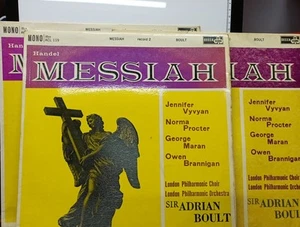 MONO
MESSIAH
BOULT
Handel
MESSIAH
Jennifer
Vyvyan
Norma
Procter
George
Maran
Owen
Brannigan
London Philharmonic Choir
London Philharmonic Orchestra
SIR ADRIAN
BOULT
MONO
IAH
Jennifer
Vyvyan
Norma
Procter
George
Maran
Owen
Brannigan
London Philharmonic Choir
London Philharmonic Orchestra
SIR ADRIAN
BOULT